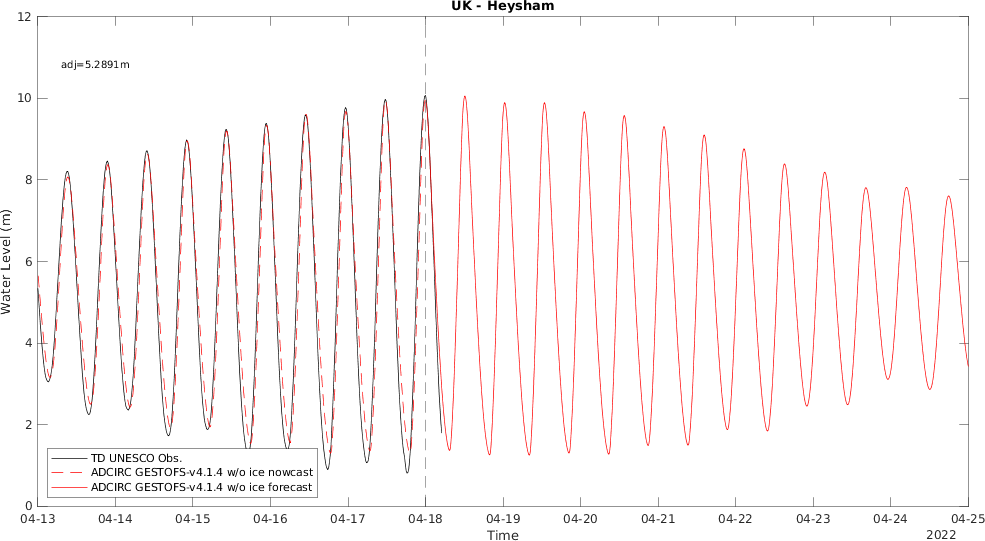 UK - Heysham
12
10
8
6
4
2
0
Water Level (m)
adj=5.2891m
TD UNESCO Obs.
ADCIRC GESTOFS-v4.1.4 w/o ice nowcast
ADCIRC GESTOFS-v4.1.4 w/o ice forecast
04-13 04-14 04-15 04-16 04-17 04-18 04-19 04-20 04-21 04-22 04-23 04-24 04-25
Time
2022